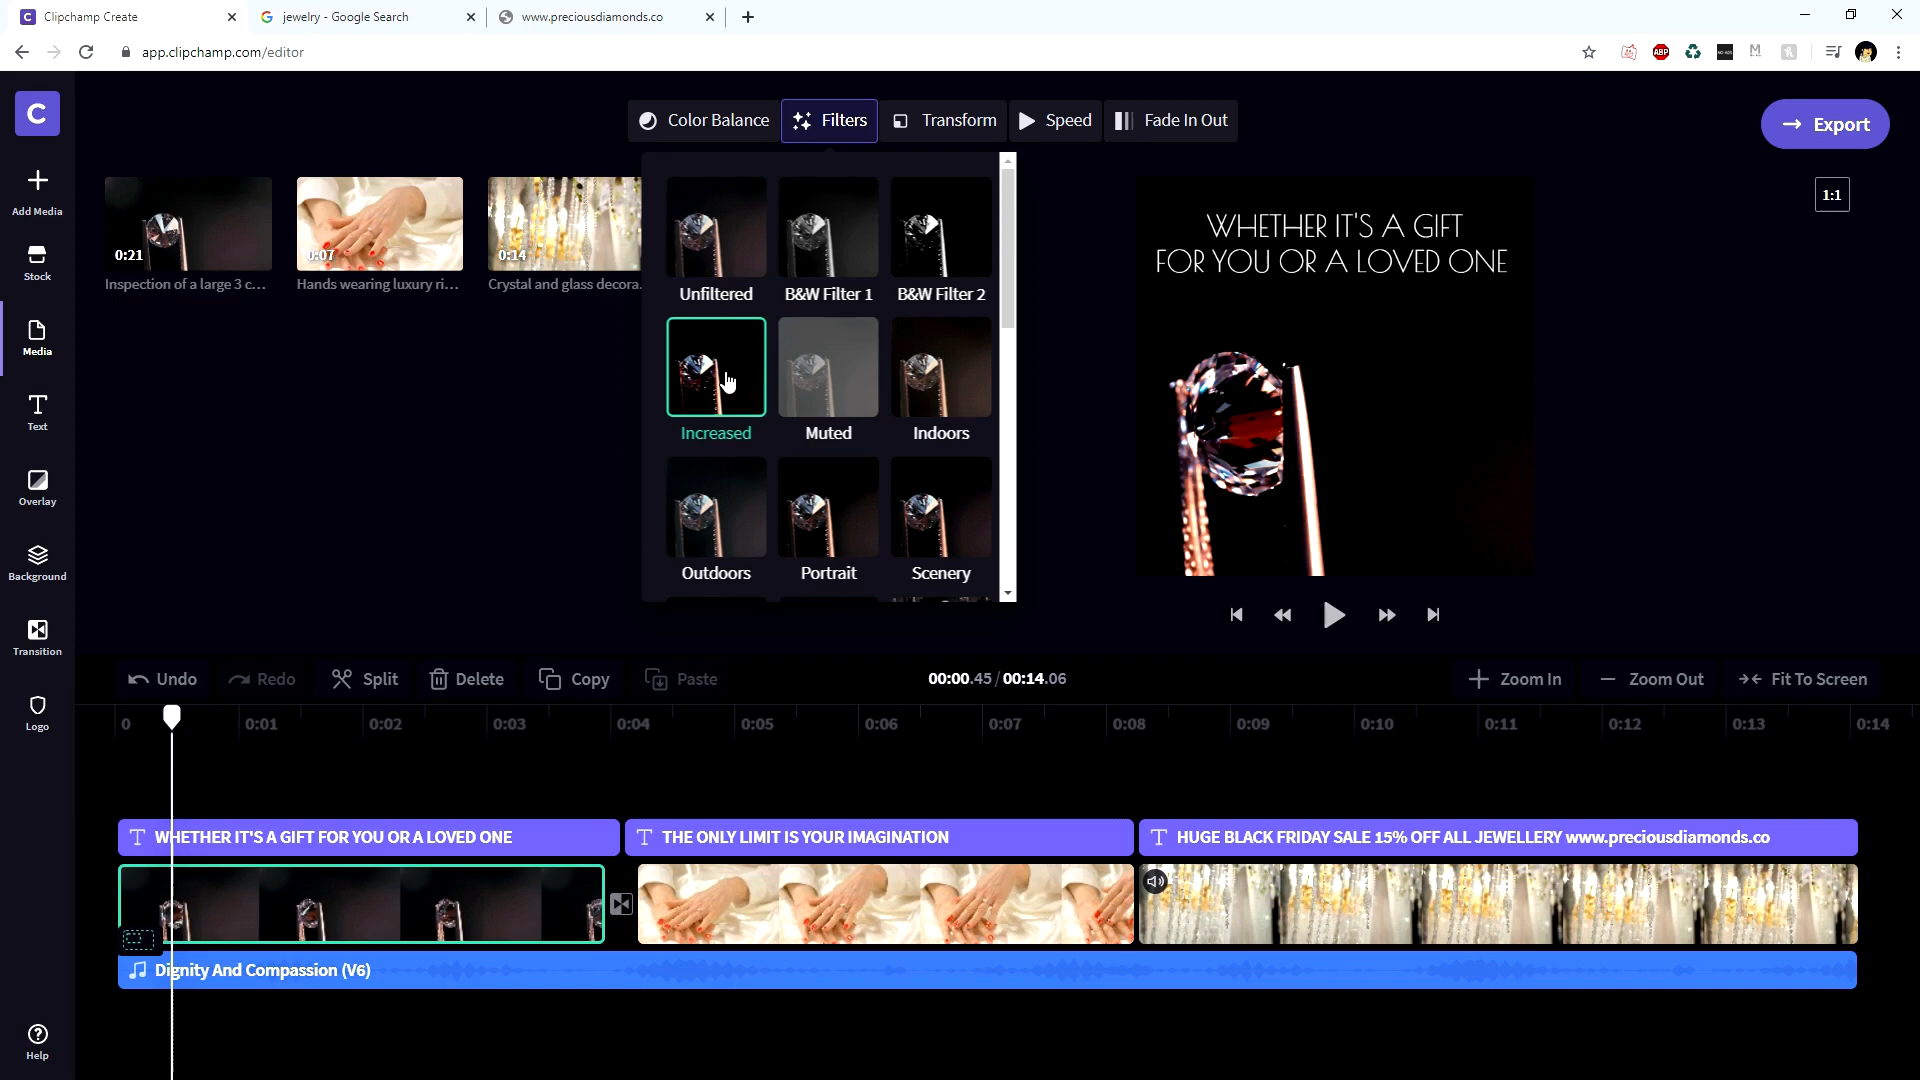 Clipchamp Create
jewelry - Google Search
www.preciousdiamonds.co
app.clipchamp.com/editor
ABP
C
Color Balance
Filters
Transform
Speed
Fade In Out
Export
Add Media
Stock
Media
Text
Overlay
Background
Transition
Logo
Help
0:21
Inspection of a large 3 c...
0:07
Hands wearing luxury ri...
0:14
Crystal and glass decora.
Unfiltered
B&W Filter 1
B&W Filter 2
Increased
Muted
Indoors
Outdoors
Portrait
Scenery
1:1
WHETHER IT'S A GIFT
FOR YOU OR A LOVED ONE
Undo
Redo
Split
Delete
Copy
Paste
00:00.45 / 00:14.06
Zoom In
Zoom Out
Fit To Screen
0
0:01
0:02
0:03
0:04
0:05
0:06
0:07
0:08
0:09
0:10
0:11
0:12
0:13
0:14
WHETHER IT'S A GIFT FOR YOU OR A LOVED ONE
THE ONLY LIMIT IS YOUR IMAGINATION
HUGE BLACK FRIDAY SALE 15% OFF ALL JEWELLERY www.preciousdiamonds.co
Dignity And Compassion (V6)